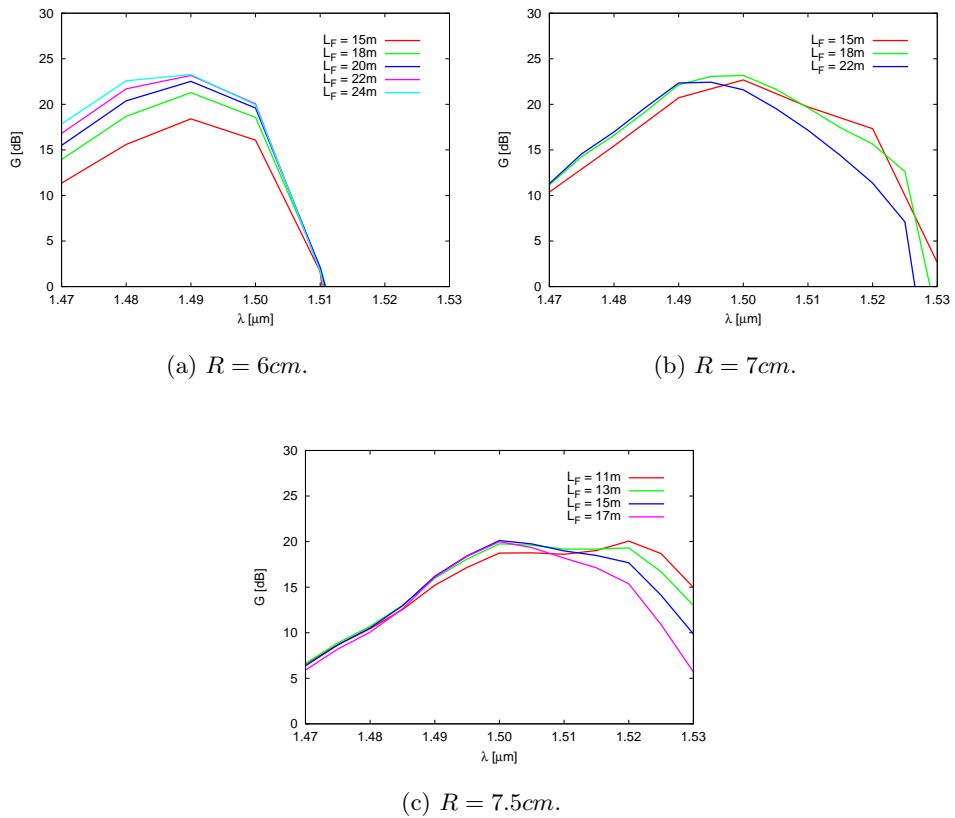 30
25
20
15
10
5
0
G [dB]
1.47 1.48 1.49 1.50 1.51 1.52 1.53
λ [μm]
L_F = 15m
L_F = 18m
L_F = 20m
L_F = 22m
L_F = 24m
(a) R = 6cm.
30
25
20
15
10
5
0
G [dB]
1.47 1.48 1.49 1.50 1.51 1.52 1.53
λ [μm]
L_F = 15m
L_F = 18m
L_F = 22m
(b) R = 7cm.
30
25
20
15
10
5
0
G [dB]
1.47 1.48 1.49 1.50 1.51 1.52 1.53
λ [μm]
L_F = 11m
L_F = 13m
L_F = 15m
L_F = 17m
(c) R = 7.5cm.